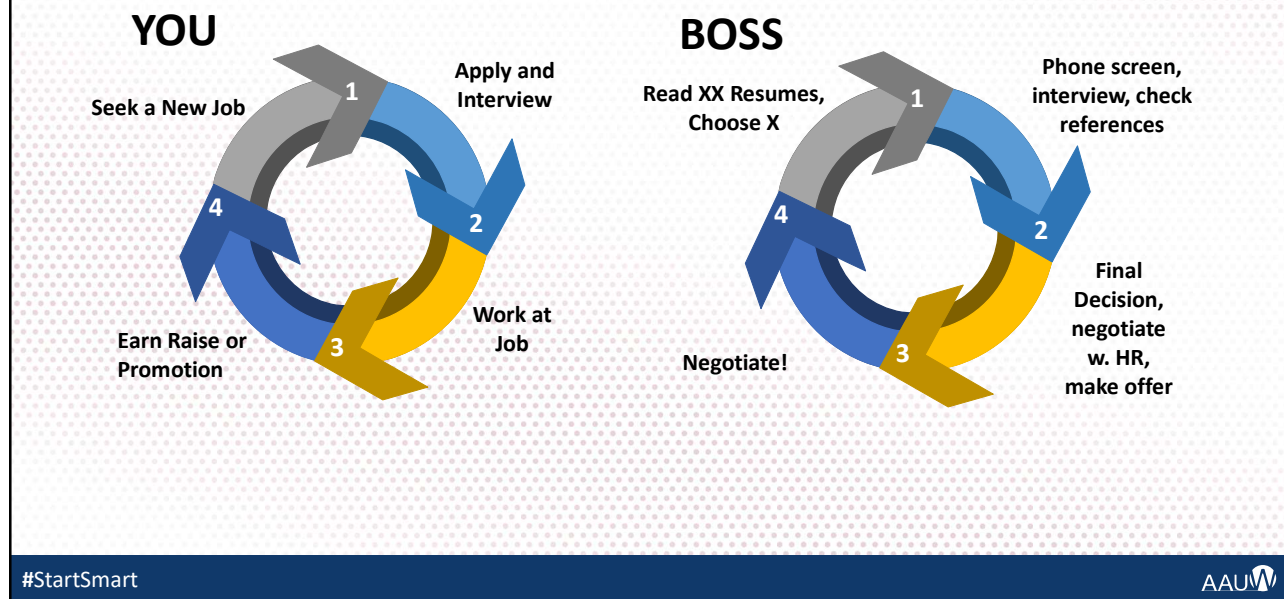 YOU
1
Apply and
Interview
Seek a New Job
4
2
Work at
Job
Earn Raise or
Promotion
3
BOSS
Read XX Resumes,
Choose X
1
Phone screen,
interview, check
references
4
2
Final
Decision,
negotiate
w. HR,
make offer
Negotiate!
3
#StartSmart
AAUW